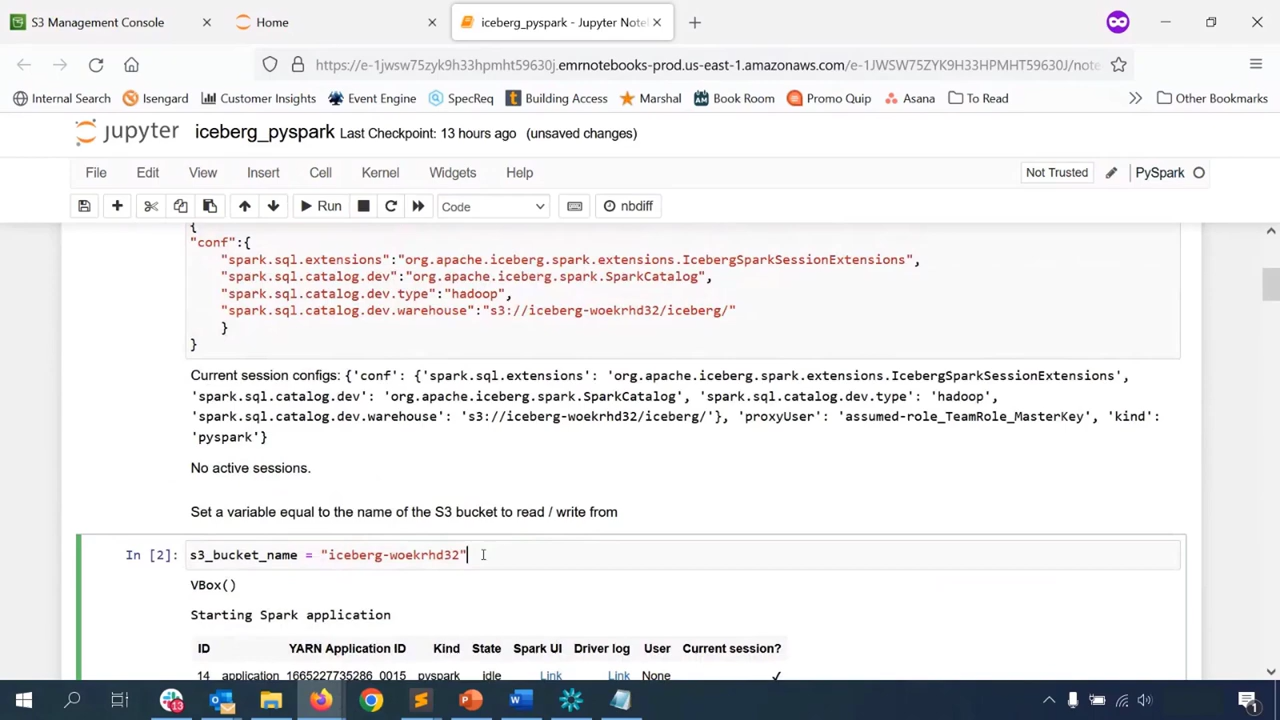 S3 Management Console
Home
iceberg_pyspark - Jupyter Note
https://e-1jwsw75zyk9h33hpmht59630j.emrnotebooks-prod.us-east-1.amazonaws.com/e-1JWSW75ZYK9H33HPMHT59630J/note
Internal Search Isengard Customer Insights Event Engine SpecReq Building Access Marshal Book Room Promo Quip Asana To Read Other Bookmarks
jupyter iceberg_pyspark Last Checkpoint: 13 hours ago (unsaved changes)
File Edit View Insert Cell Kernel Widgets Help Not Trusted PySpark
Run Code nbdiff
{
"conf":{
"spark.sql.extensions":"org.apache.iceberg.spark.extensions.IcebergSparkSessionExtensions",
"spark.sql.catalog.dev":"org.apache.iceberg.spark.SparkCatalog",
"spark.sql.catalog.dev.type":"hadoop",
"spark.sql.catalog.dev.warehouse":"s3://iceberg-woekrhd32/iceberg/"
}
}
Current session configs: {'conf': {'spark.sql.extensions': 'org.apache.iceberg.spark.extensions.IcebergSparkSessionExtensions',
'spark.sql.catalog.dev': 'org.apache.iceberg.spark.SparkCatalog', 'spark.sql.catalog.dev.type': 'hadoop',
'spark.sql.catalog.dev.warehouse': 's3://iceberg-woekrhd32/iceberg/'}, 'proxyUser': 'assumed-role_TeamRole_MasterKey', 'kind':
'pyspark'}
No active sessions.
Set a variable equal to the name of the S3 bucket to read / write from
In [2]: s3_bucket_name = "iceberg-woekrhd32"
VBox()
Starting Spark application
ID YARN Application ID Kind State Spark UI Driver log User Current session?
14 application_1665227735286_0015 pyspark idle Link Link None ✓